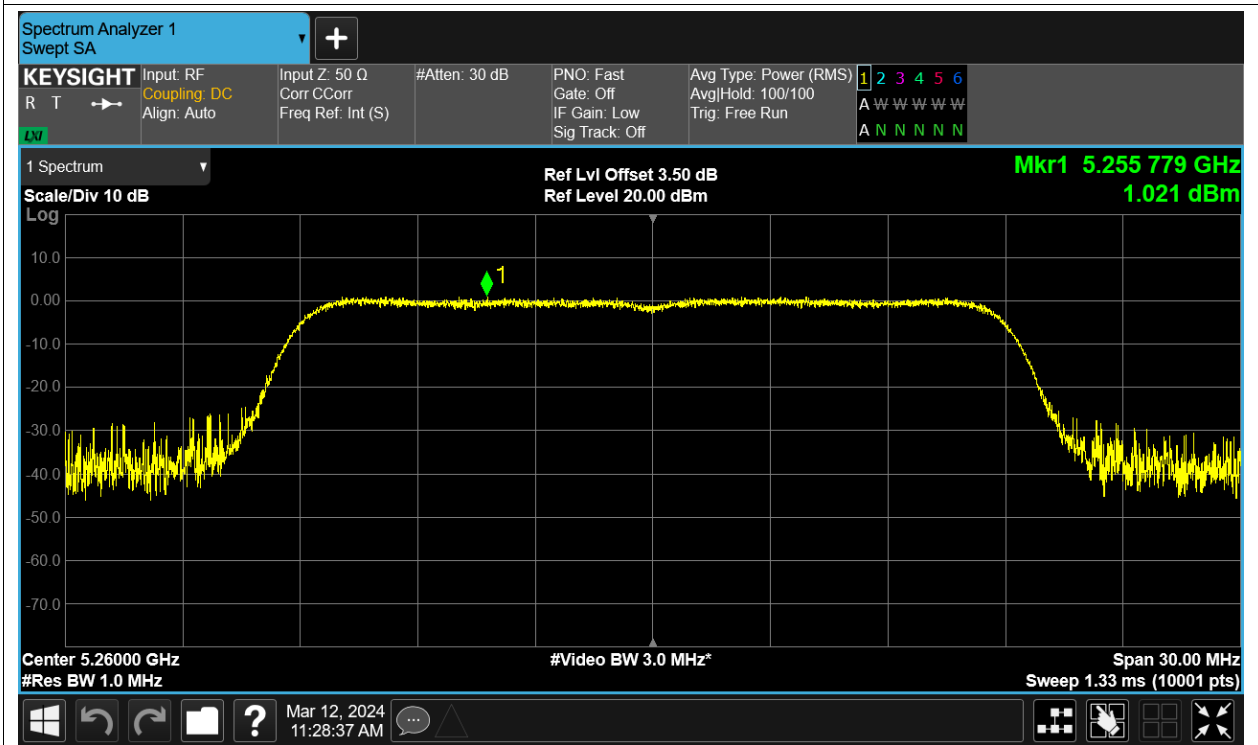 Spectrum Analyzer 1
Swept SA
KEYSIGHT
R T
LXI
Input: RF
Coupling: DC
Align: Auto
Input Z: 50 Ω
Corr CCorr
Freq Ref: Int (S)
#Atten: 30 dB
PNO: Fast
Gate: Off
IF Gain: Low
Sig Track: Off
Avg Type: Power (RMS)
Avg|Hold: 100/100
Trig: Free Run
1 2 3 4 5 6
A W W W W W
A N N N N N
1 Spectrum
Scale/Div 10 dB
Log
Ref Lvl Offset 3.50 dB
Ref Level 20.00 dBm
Mkr1 5.255 779 GHz
1.021 dBm
10.0
0.00
-10.0
-20.0
-30.0
-40.0
-50.0
-60.0
-70.0
1
Center 5.26000 GHz
#Res BW 1.0 MHz
#Video BW 3.0 MHz*
Span 30.00 MHz
Sweep 1.33 ms (10001 pts)
?
Mar 12, 2024
11:28:37 AM